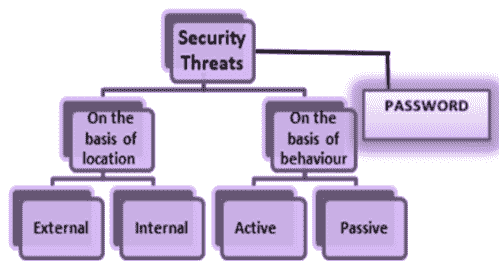 Security
Threats
PASSWORD
On the
basis of
location
On the
basis of
behaviour
External
Internal
Active
Passive